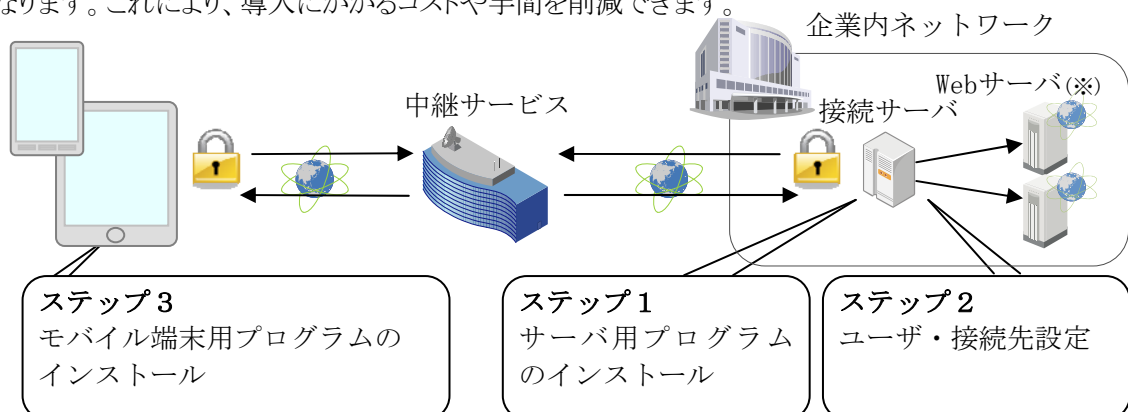 なります。これにより、導入にかかるコストや手間を削減できます。
企業内ネットワーク
Webサーバ(※)
中継サービス
接続サーバ
ステップ３
モバイル端末用プログラムの
インストール
ステップ１
サーバ用プログラム
のインストール
ステップ２
ユーザ・接続先設定